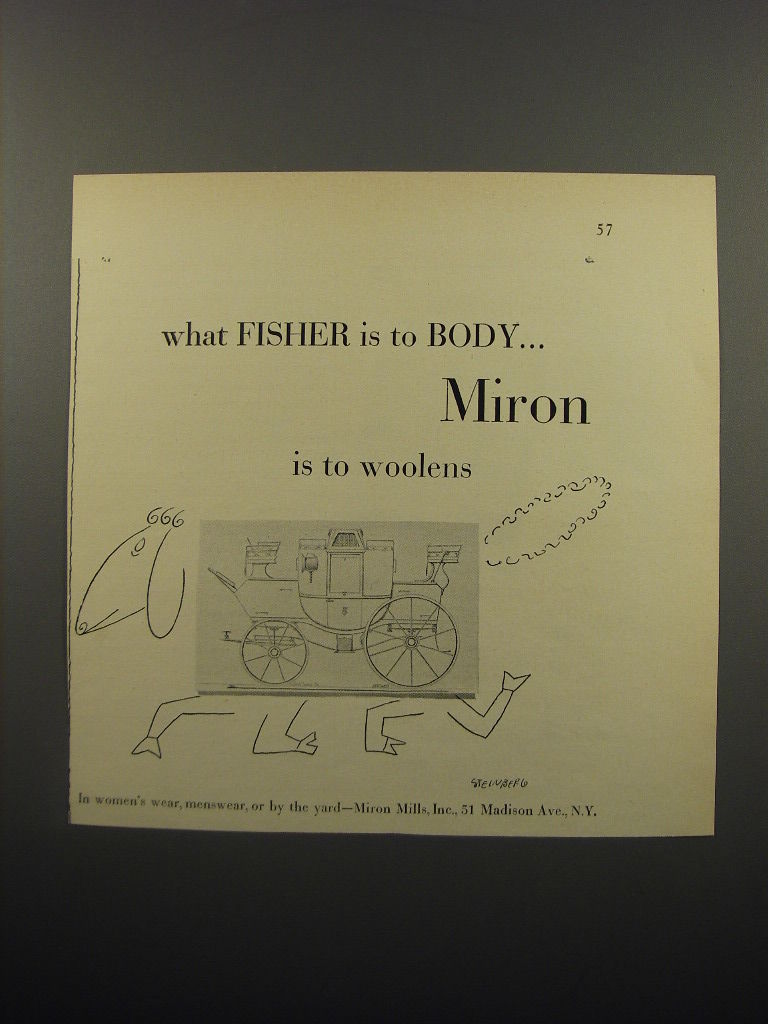 57
what FISHER is to BODY...
Miron
is to woolens
STEINBERG
In women's wear, menswear, or by the yard—Miron Mills, Inc., 51 Madison Ave., N.Y.